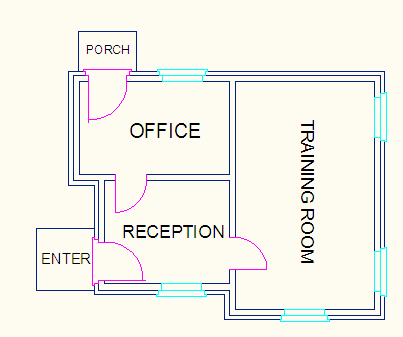 PORCH
OFFICE
TRAINING ROOM
RECEPTION
ENTER